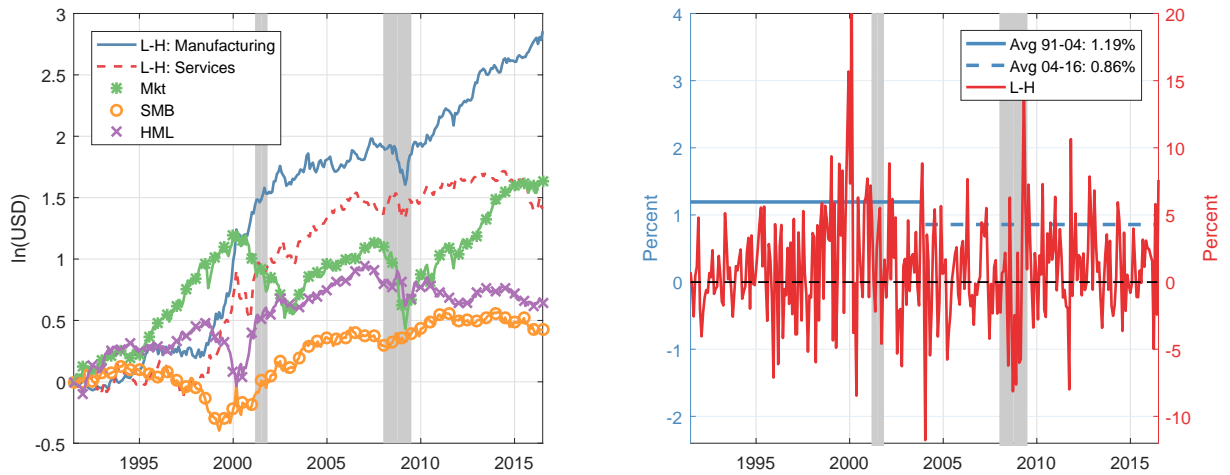 3
2.5
2
1.5
1
0.5
0
-0.5
ln(USD)
L-H: Manufacturing
L-H: Services
Mkt
SMB
HML
1995
2000
2005
2010
2015
4
3
2
1
0
-1
-2
Percent
Avg 91-04: 1.19%
Avg 04-16: 0.86%
L-H
20
15
10
5
0
-5
-10
Percent
1995
2000
2005
2010
2015